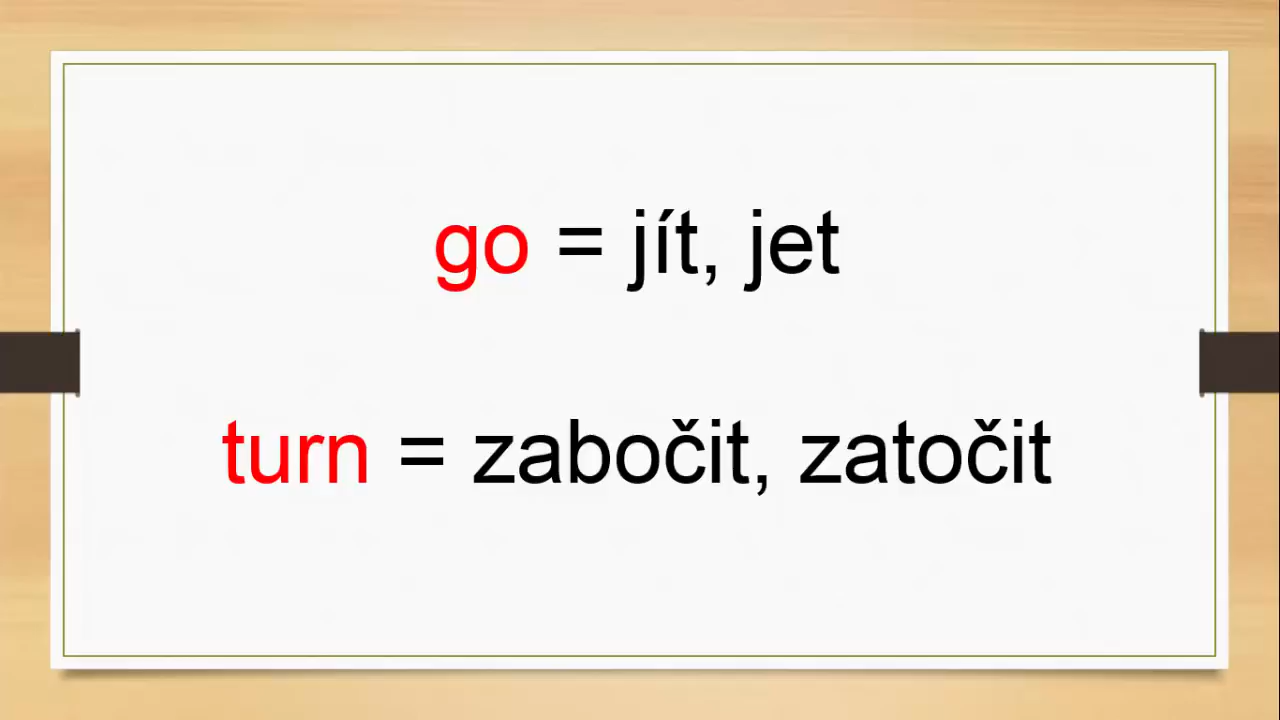 go = jít, jet
turn = zabočit, zatočit